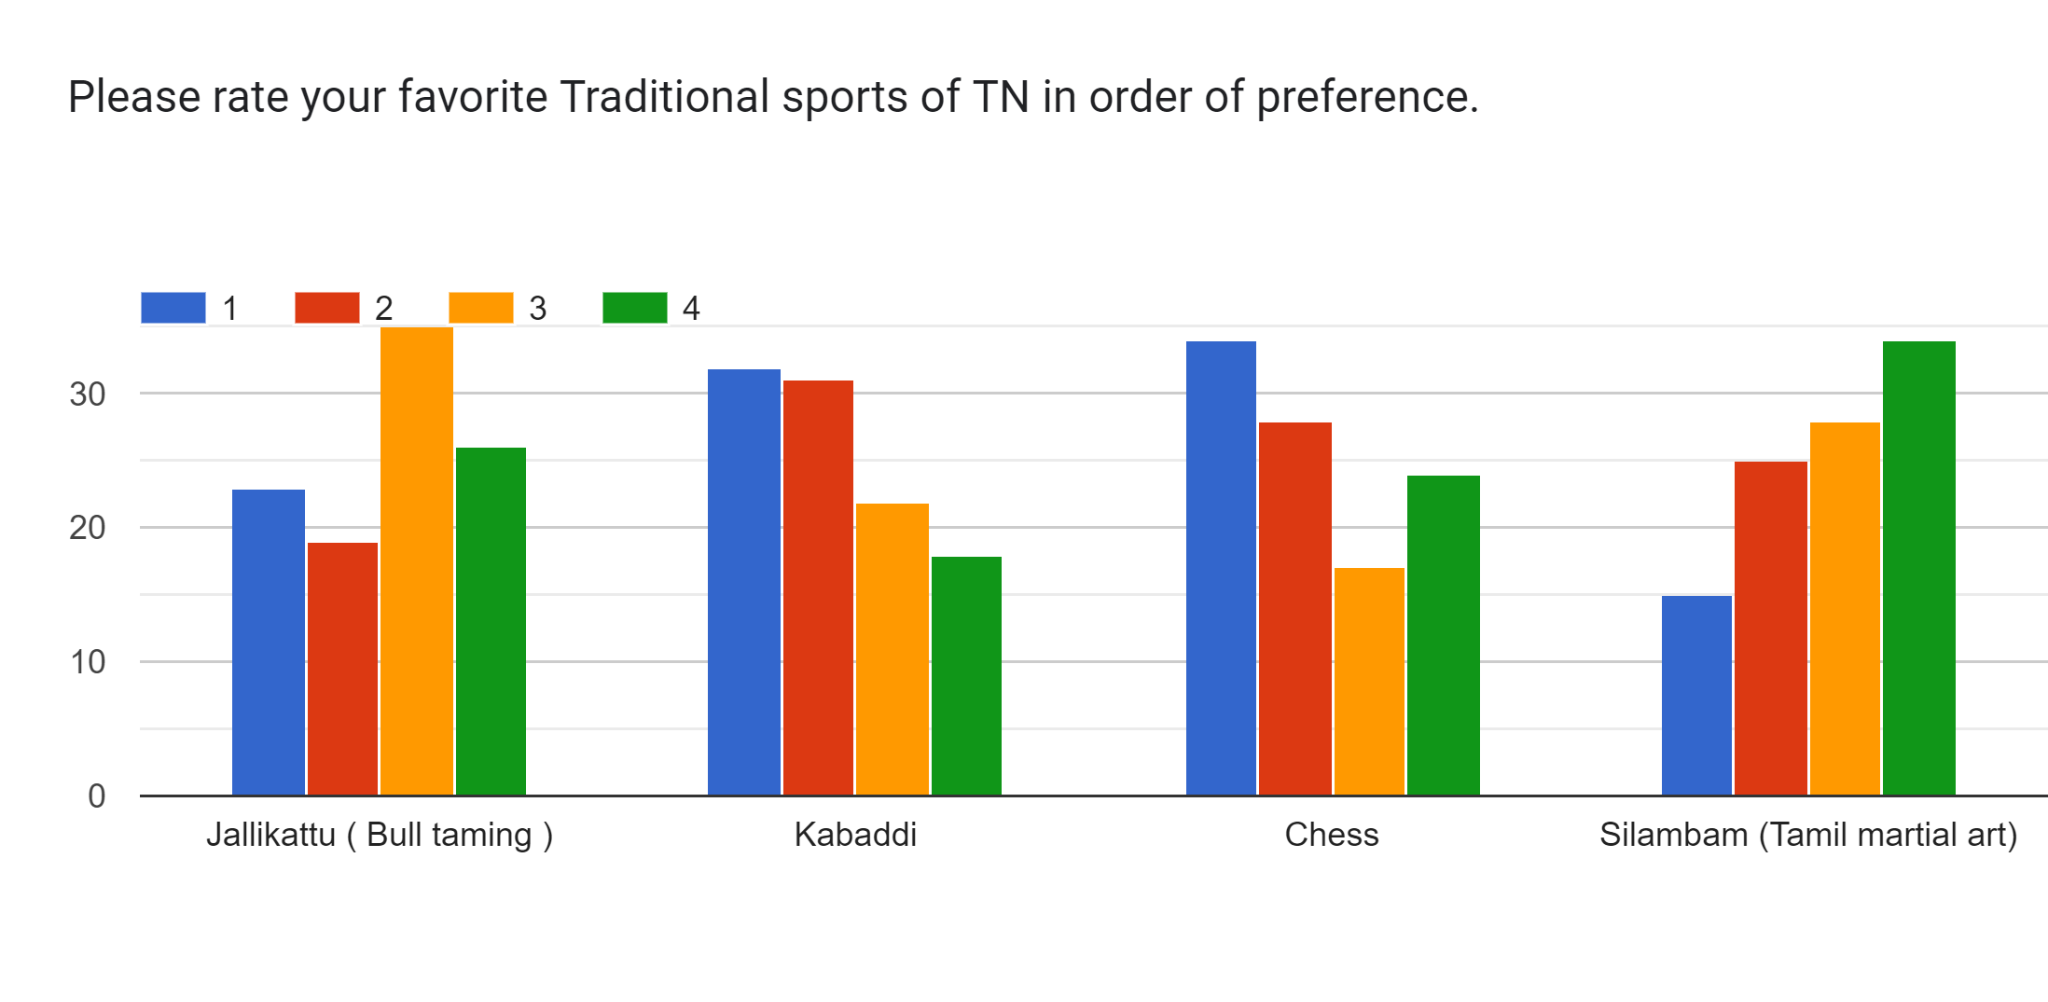 Please rate your favorite Traditional sports of TN in order of preference.
1 2 3 4
30
20
10
0
Jallikattu ( Bull taming ) Kabaddi Chess Silambam (Tamil martial art)